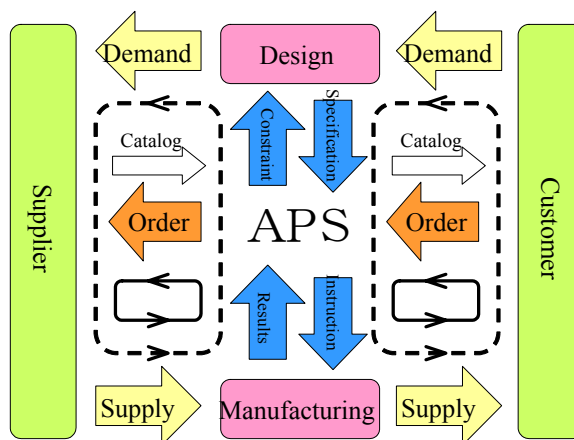 Demand
Design
Demand
Supplier
Catalog
Constraint
Specification
Catalog
Customer
Order
APS
Order
Results
Instruction
Supply
Manufacturing
Supply